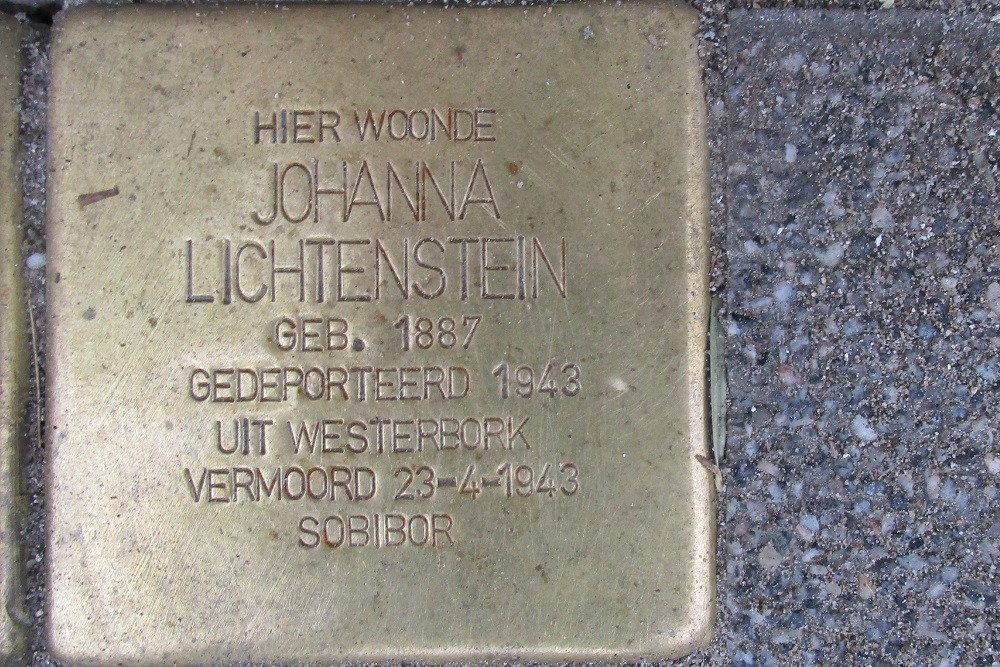 HIER WOONDE
JOHANNA
LICHTENSTEIN
GEB. 1887
GEDEPORTEERD 1943
UIT WESTERBORK
VERMOORD 23-4-1943
SOBIBOR